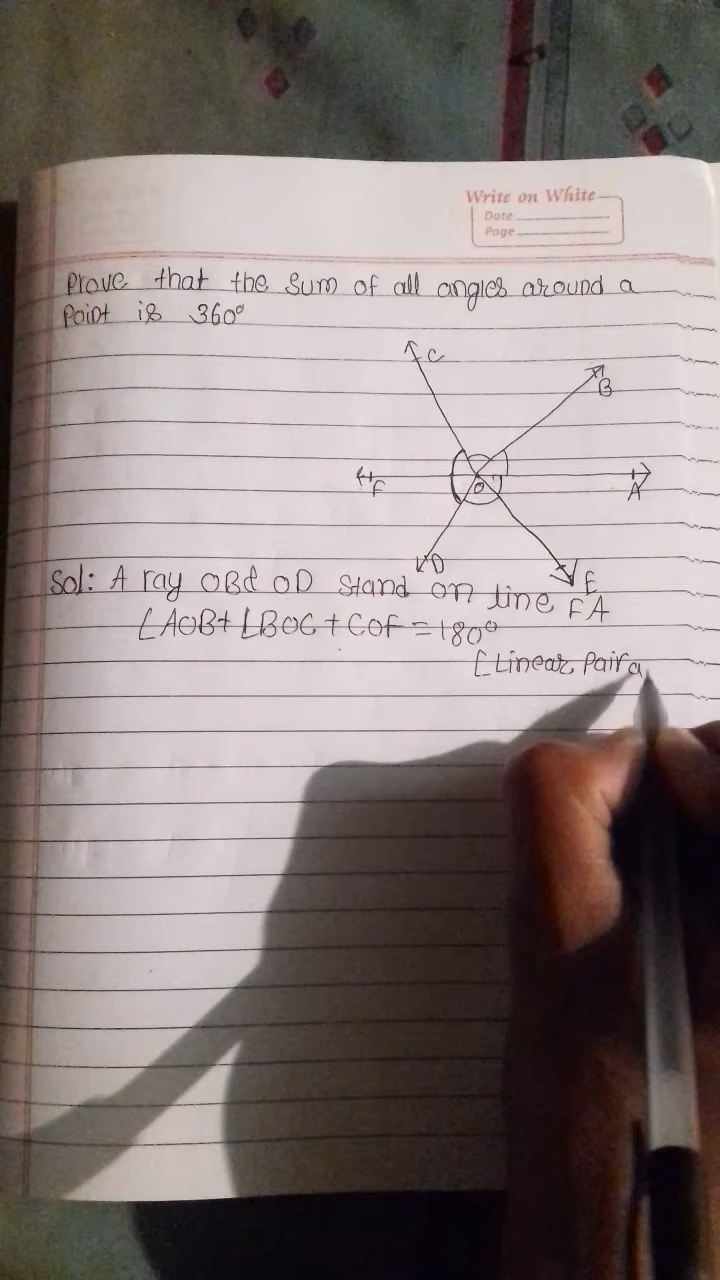 Write on White
Date
Page
Prove that the sum of all angles around a
Point is 360°
C
B
F
O
A
D
E
Sol: A ray OB& OD stand on line FA
∠AOB+ ∠BOC + COF = 180°
[Linear Pair a